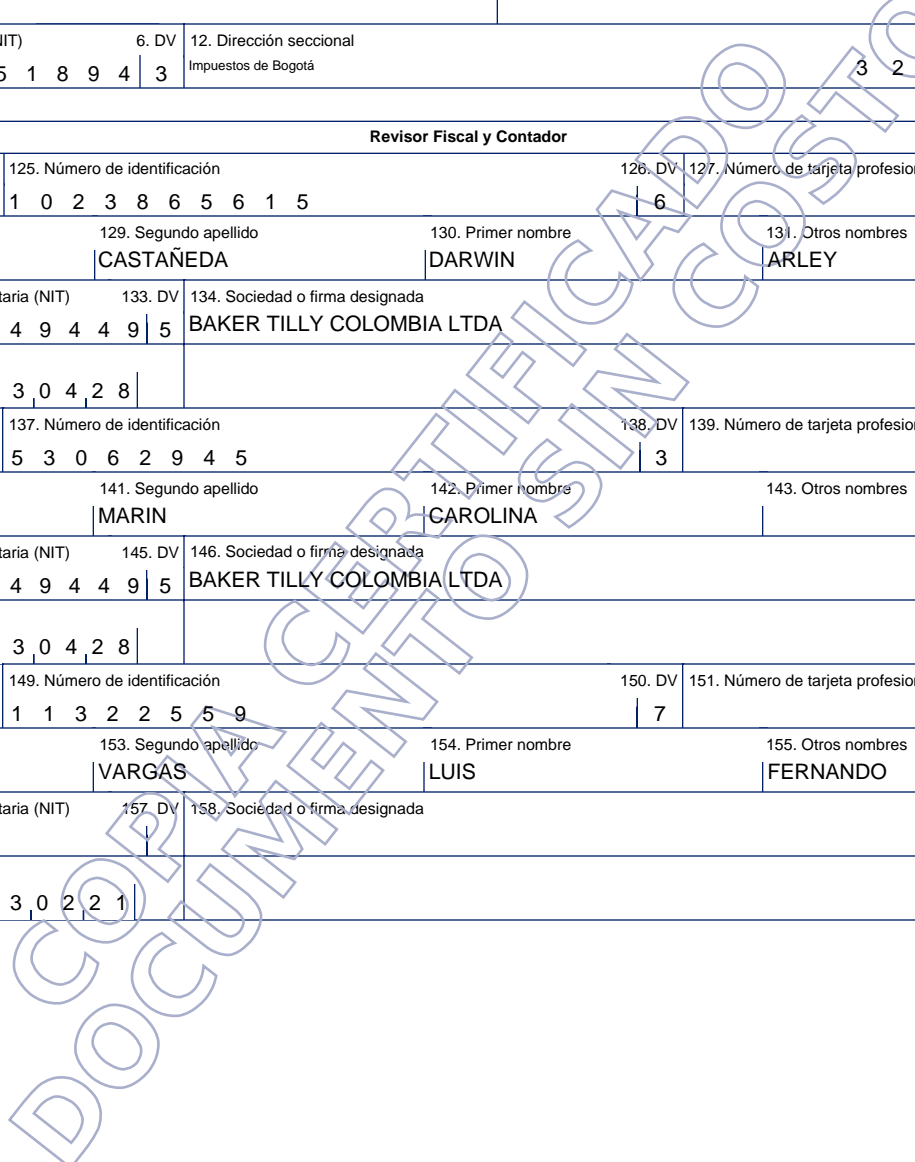 NIT) 6. DV 12. Dirección seccional
5 1 8 9 4 3 Impuestos de Bogotá 3 2
Revisor Fiscal y Contador
125. Número de identificación 126. DV 127. Número de tarjeta profesion
1 0 2 3 8 6 5 6 1 5 6
129. Segundo apellido 130. Primer nombre 131. Otros nombres
CASTAÑEDA DARWIN ARLEY
taria (NIT) 133. DV 134. Sociedad o firma designada
4 9 4 4 9 5 BAKER TILLY COLOMBIA LTDA
3 0 4 2 8
137. Número de identificación 138. DV 139. Número de tarjeta profesion
5 3 0 6 2 9 4 5 3
141. Segundo apellido 142. Primer nombre 143. Otros nombres
MARIN CAROLINA
taria (NIT) 145. DV 146. Sociedad o firma designada
4 9 4 4 9 5 BAKER TILLY COLOMBIA LTDA
3 0 4 2 8
149. Número de identificación 150. DV 151. Número de tarjeta profesion
1 1 3 2 2 5 5 9 7
153. Segundo apellido 154. Primer nombre 155. Otros nombres
VARGAS LUIS FERNANDO
taria (NIT) 157. DV 158. Sociedad o firma designada
3 0 2 2 1
COPIA CERTIFICADO
DOCUMENTO SIN COSTO